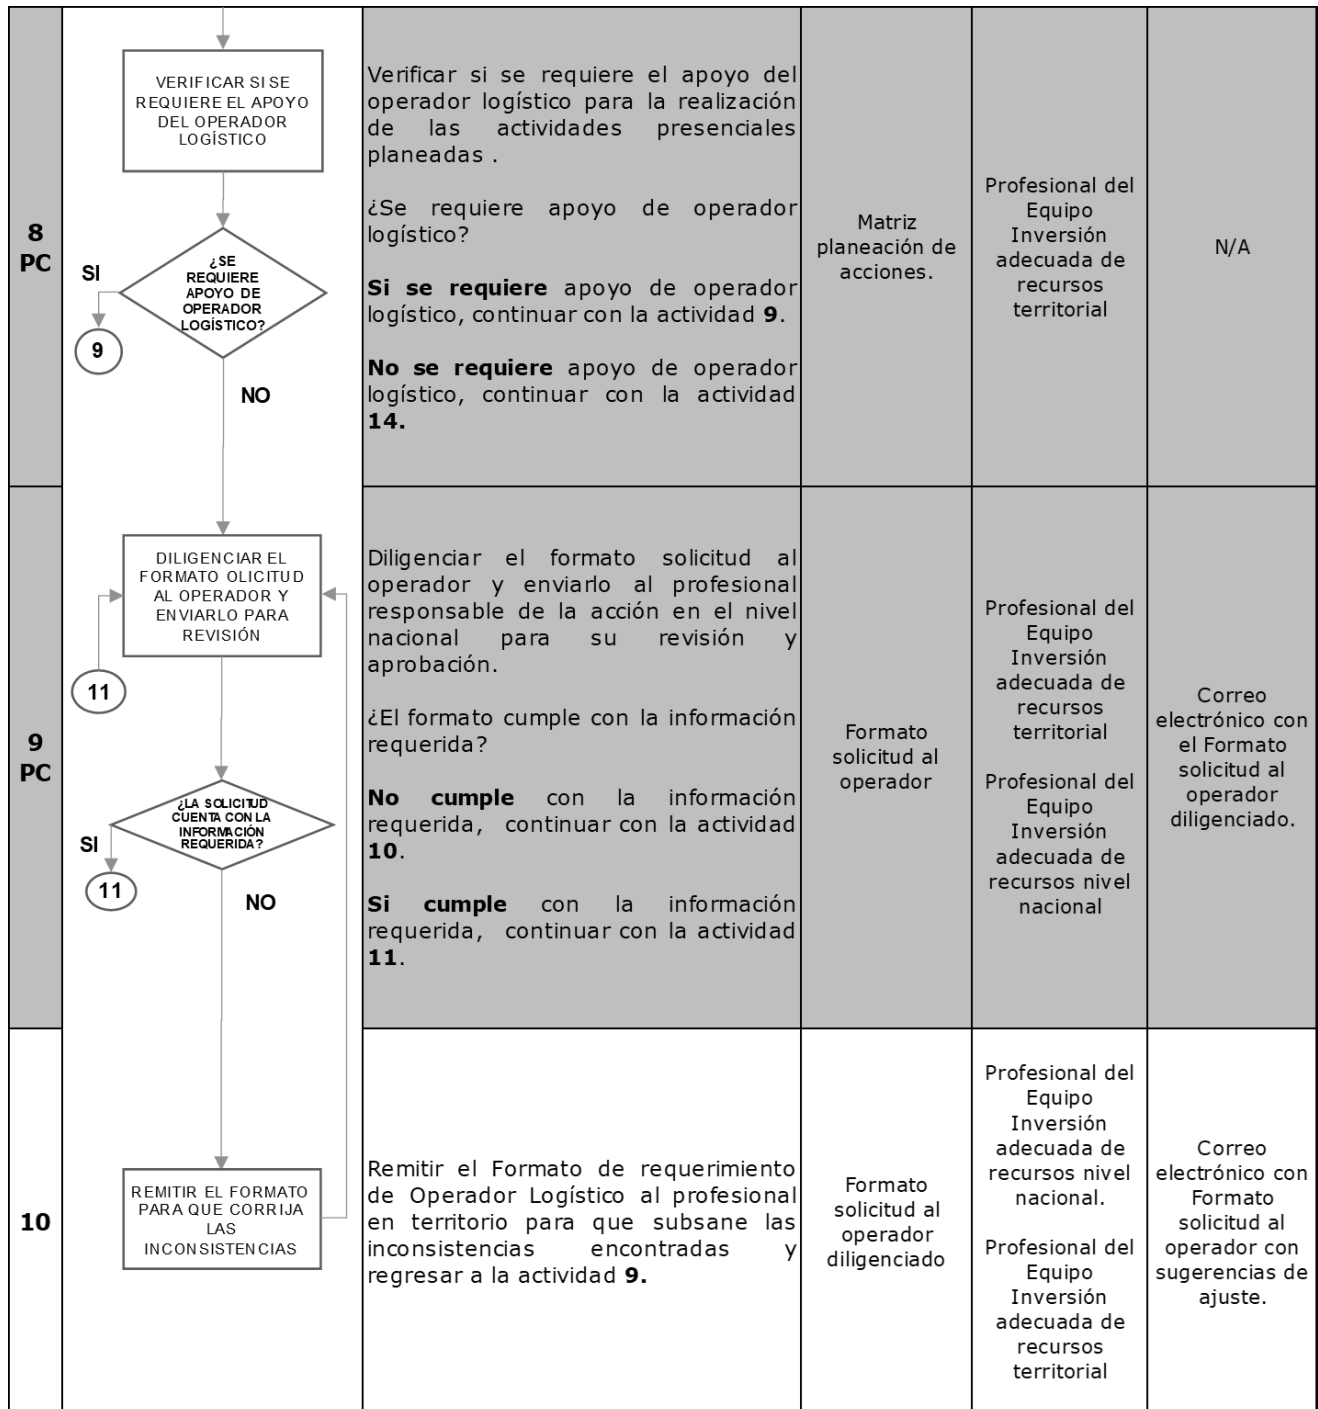 8
PC
VERIFICAR SI SE
REQUIERE EL APOYO
DEL OPERADOR
LOGÍSTICO
¿SE
REQUIERE
APOYO DE
OPERADOR
LOGÍSTICO?
SI
9
NO
Verificar si se requiere el apoyo del
operador logístico para la realización
de las actividades presenciales
planeadas .
¿Se requiere apoyo de operador
logístico?
Si se requiere apoyo de operador
logístico, continuar con la actividad 9.
No se requiere apoyo de operador
logístico, continuar con la actividad
14.
Matriz
planeación de
acciones.
Profesional del
Equipo
Inversión
adecuada de
recursos
territorial
N/A
9
PC
DILIGENCIAR EL
FORMATO OLICITUD
AL OPERADOR Y
ENVIARLO PARA
REVISIÓN
11
¿LA SOLICITUD
CUENTA CON LA
INFORMACIÓN
REQUERIDA?
SI
11
NO
Diligenciar el formato solicitud al
operador y enviarlo al profesional
responsable de la acción en el nivel
nacional para su revisión y
aprobación.
¿El formato cumple con la información
requerida?
No cumple con la información
requerida, continuar con la actividad
10.
Si cumple con la información
requerida, continuar con la actividad
11.
Formato
solicitud al
operador
Profesional del
Equipo
Inversión
adecuada de
recursos
territorial
Profesional del
Equipo
Inversión
adecuada de
recursos nivel
nacional
Correo
electrónico con
el Formato
solicitud al
operador
diligenciado.
10
REMITIR EL FORMATO
PARA QUE CORRIJA
LAS
INCONSISTENCIAS
Remitir el Formato de requerimiento
de Operador Logístico al profesional
en territorio para que subsane las
inconsistencias encontradas y
regresar a la actividad 9.
Formato
solicitud al
operador
diligenciado
Profesional del
Equipo
Inversión
adecuada de
recursos nivel
nacional.
Profesional del
Equipo
Inversión
adecuada de
recursos
territorial
Correo
electrónico con
Formato
solicitud al
operador con
sugerencias de
ajuste.